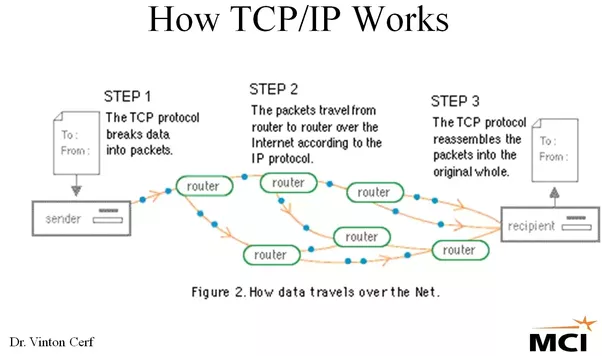 How TCP/IP Works
STEP 1
The TCP protocol
breaks data
into packets.
STEP 2
The packets travel from
router to router over the
Internet according to the
IP protocol.
STEP 3
The TCP protocol
reassembles the
packets into the
original whole.
To :
From :
To :
From :
sender
router
router
router
router
router
router
recipient
Figure 2. How data travels over the Net.
Dr. Vinton Cerf
MCI